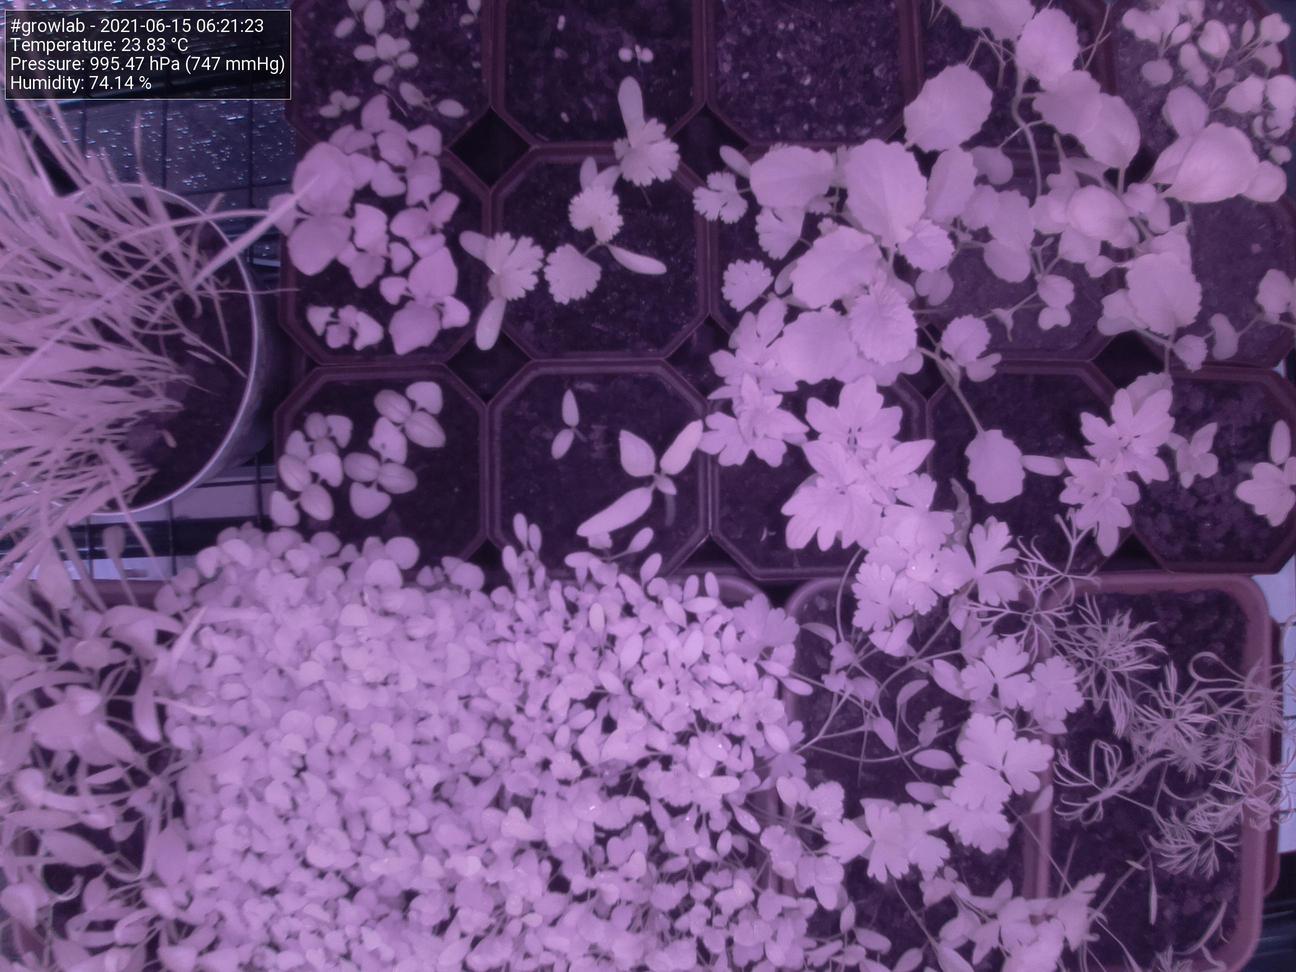 #growlab - 2021-06-15 06:21:23
Temperature: 23.83 °C
Pressure: 995.47 hPa (747 mmHg)
Humidity: 74.14 %